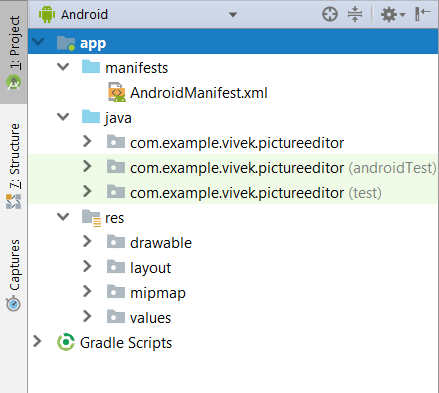 Android
1: Project
7: Structure
Captures
app
manifests
AndroidManifest.xml
java
com.example.vivek.pictureeditor
com.example.vivek.pictureeditor (androidTest)
com.example.vivek.pictureeditor (test)
res
drawable
layout
mipmap
values
Gradle Scripts